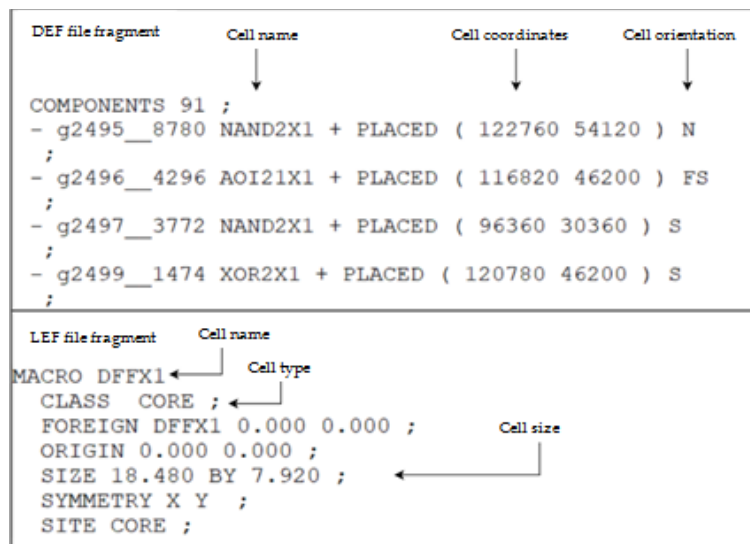 DEF file fragment Cell name Cell coordinates Cell orientation
COMPONENTS 91 ;
- g2495__8780 NAND2X1 + PLACED ( 122760 54120 ) N
;
- g2496__4296 AOI21X1 + PLACED ( 116820 46200 ) FS
;
- g2497__3772 NAND2X1 + PLACED ( 96360 30360 ) S
;
- g2499__1474 XOR2X1 + PLACED ( 120780 46200 ) S
;
LEF file fragment Cell name
MACRO DFFX1 Cell type
CLASS CORE ;
FOREIGN DFFX1 0.000 0.000 ;
ORIGIN 0.000 0.000 ; Cell size
SIZE 18.480 BY 7.920 ;
SYMMETRY X Y ;
SITE CORE ;